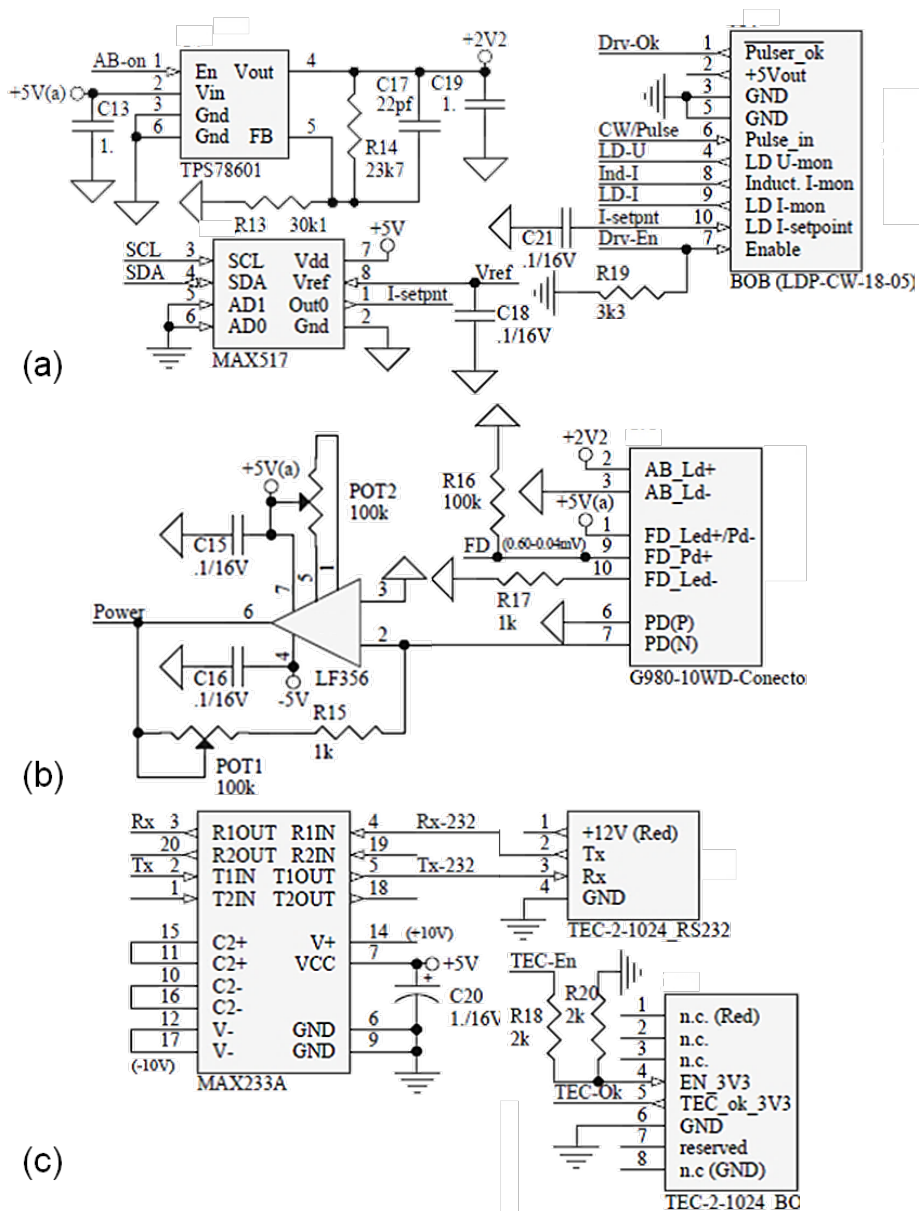 AB-on 1 En Vout 4 +2V2
+5V(a) 2 Vin
C13 1. 3 Gnd
6 Gnd FB 5
TPS78601
C17 22pf
C19 1.
R14 23k7
R13 30k1
+5V
SCL 3 SCL Vdd 7
SDA 4 SDA Vref 8 Vref
5 AD1 Out0 1 I-setpnt
6 AD0 Gnd 2
MAX517
C18 .1/16V
Drv-Ok 1 Pulser_ok
2 +5Vout
3 GND
5 GND
CW/Pulse 6 Pulse_in
LD-U 4 LD U-mon
Ind-I 8 Induct. I-mon
LD-I 9 LD I-mon
I-setpnt 10 LD I-setpoint
Drv-En 7 Enable
C21 .1/16V
R19 3k3
BOB (LDP-CW-18-05)
(a)
+5V(a)
POT2 100k
C15 .1/16V
7 5 1
Power 6 3
2
4
LF356
C16 .1/16V
-5V
R15 1k
POT1 100k
R16 100k
FD (0.60-0.04mV)
R17 1k
+2V2 2 AB_Ld+
3 AB_Ld-
+5V(a) 1 FD_Led+/Pd-
9 FD_Pd+
10 FD_Led-
6 PD(P)
7 PD(N)
G980-10WD-Conecto
(b)
Rx 3 R1OUT R1IN 4 Rx-232
20 R2OUT R2IN 19
Tx 2 T1IN T1OUT 5 Tx-232
1 T2IN T2OUT 18
15 C2+ V+ 14 (+10V)
11 C2+ VCC 7 +5V
10 C2-
16 C2-
12 V- GND 6
17 V- GND 9
(-10V)
MAX233A
+
C20 1./16V
1 +12V (Red)
2 Tx
3 Rx
4 GND
TEC-2-1024_RS232
TEC-En
R18 2k
R20 2k
TEC-Ok
1 n.c. (Red)
2 n.c.
3 n.c.
4 EN_3V3
5 TEC_ok_3V3
6 GND
7 reserved
8 n.c (GND)
TEC-2-1024_BO
(c)